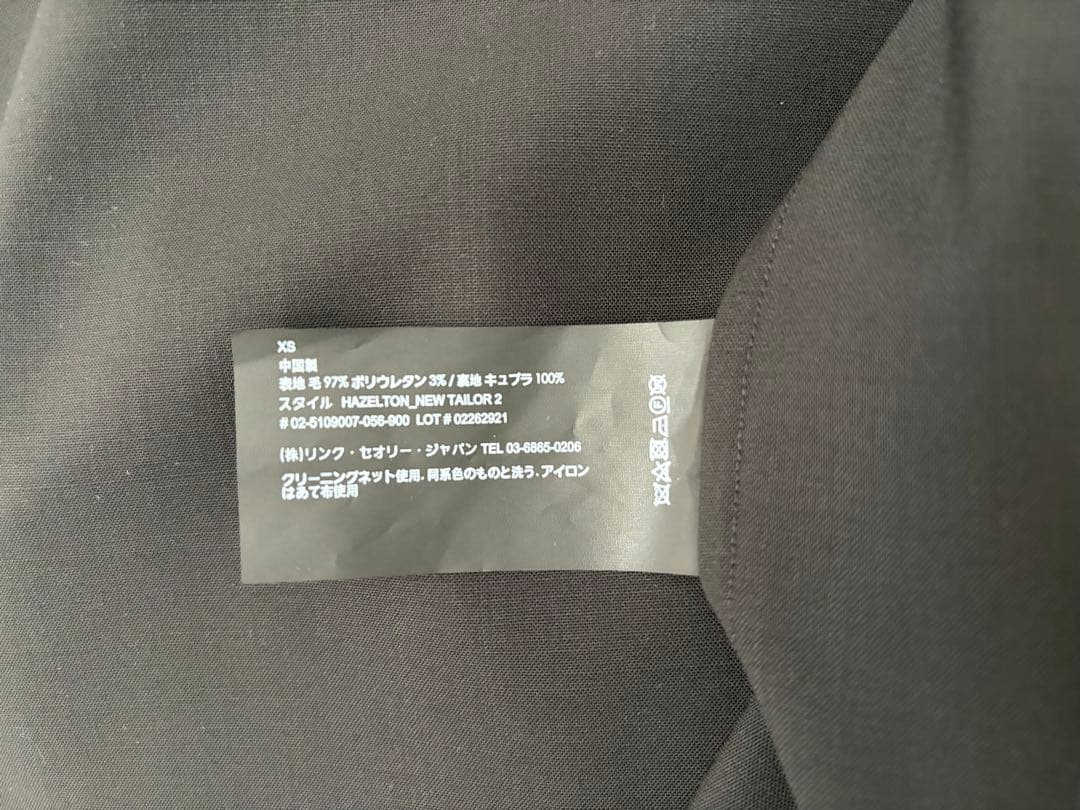 XS
中国製
表地 毛 97% ポリウレタン 3% / 裏地 キュプラ 100%
スタイル HAZELTON_NEW TAILOR 2
# 02-5109007-056-900 LOT # 02262921
(株)リンク・セオリー・ジャパン TEL 03-6865-0206
クリーニングネット使用. 同系色のものと洗う. アイロン
はあて布使用